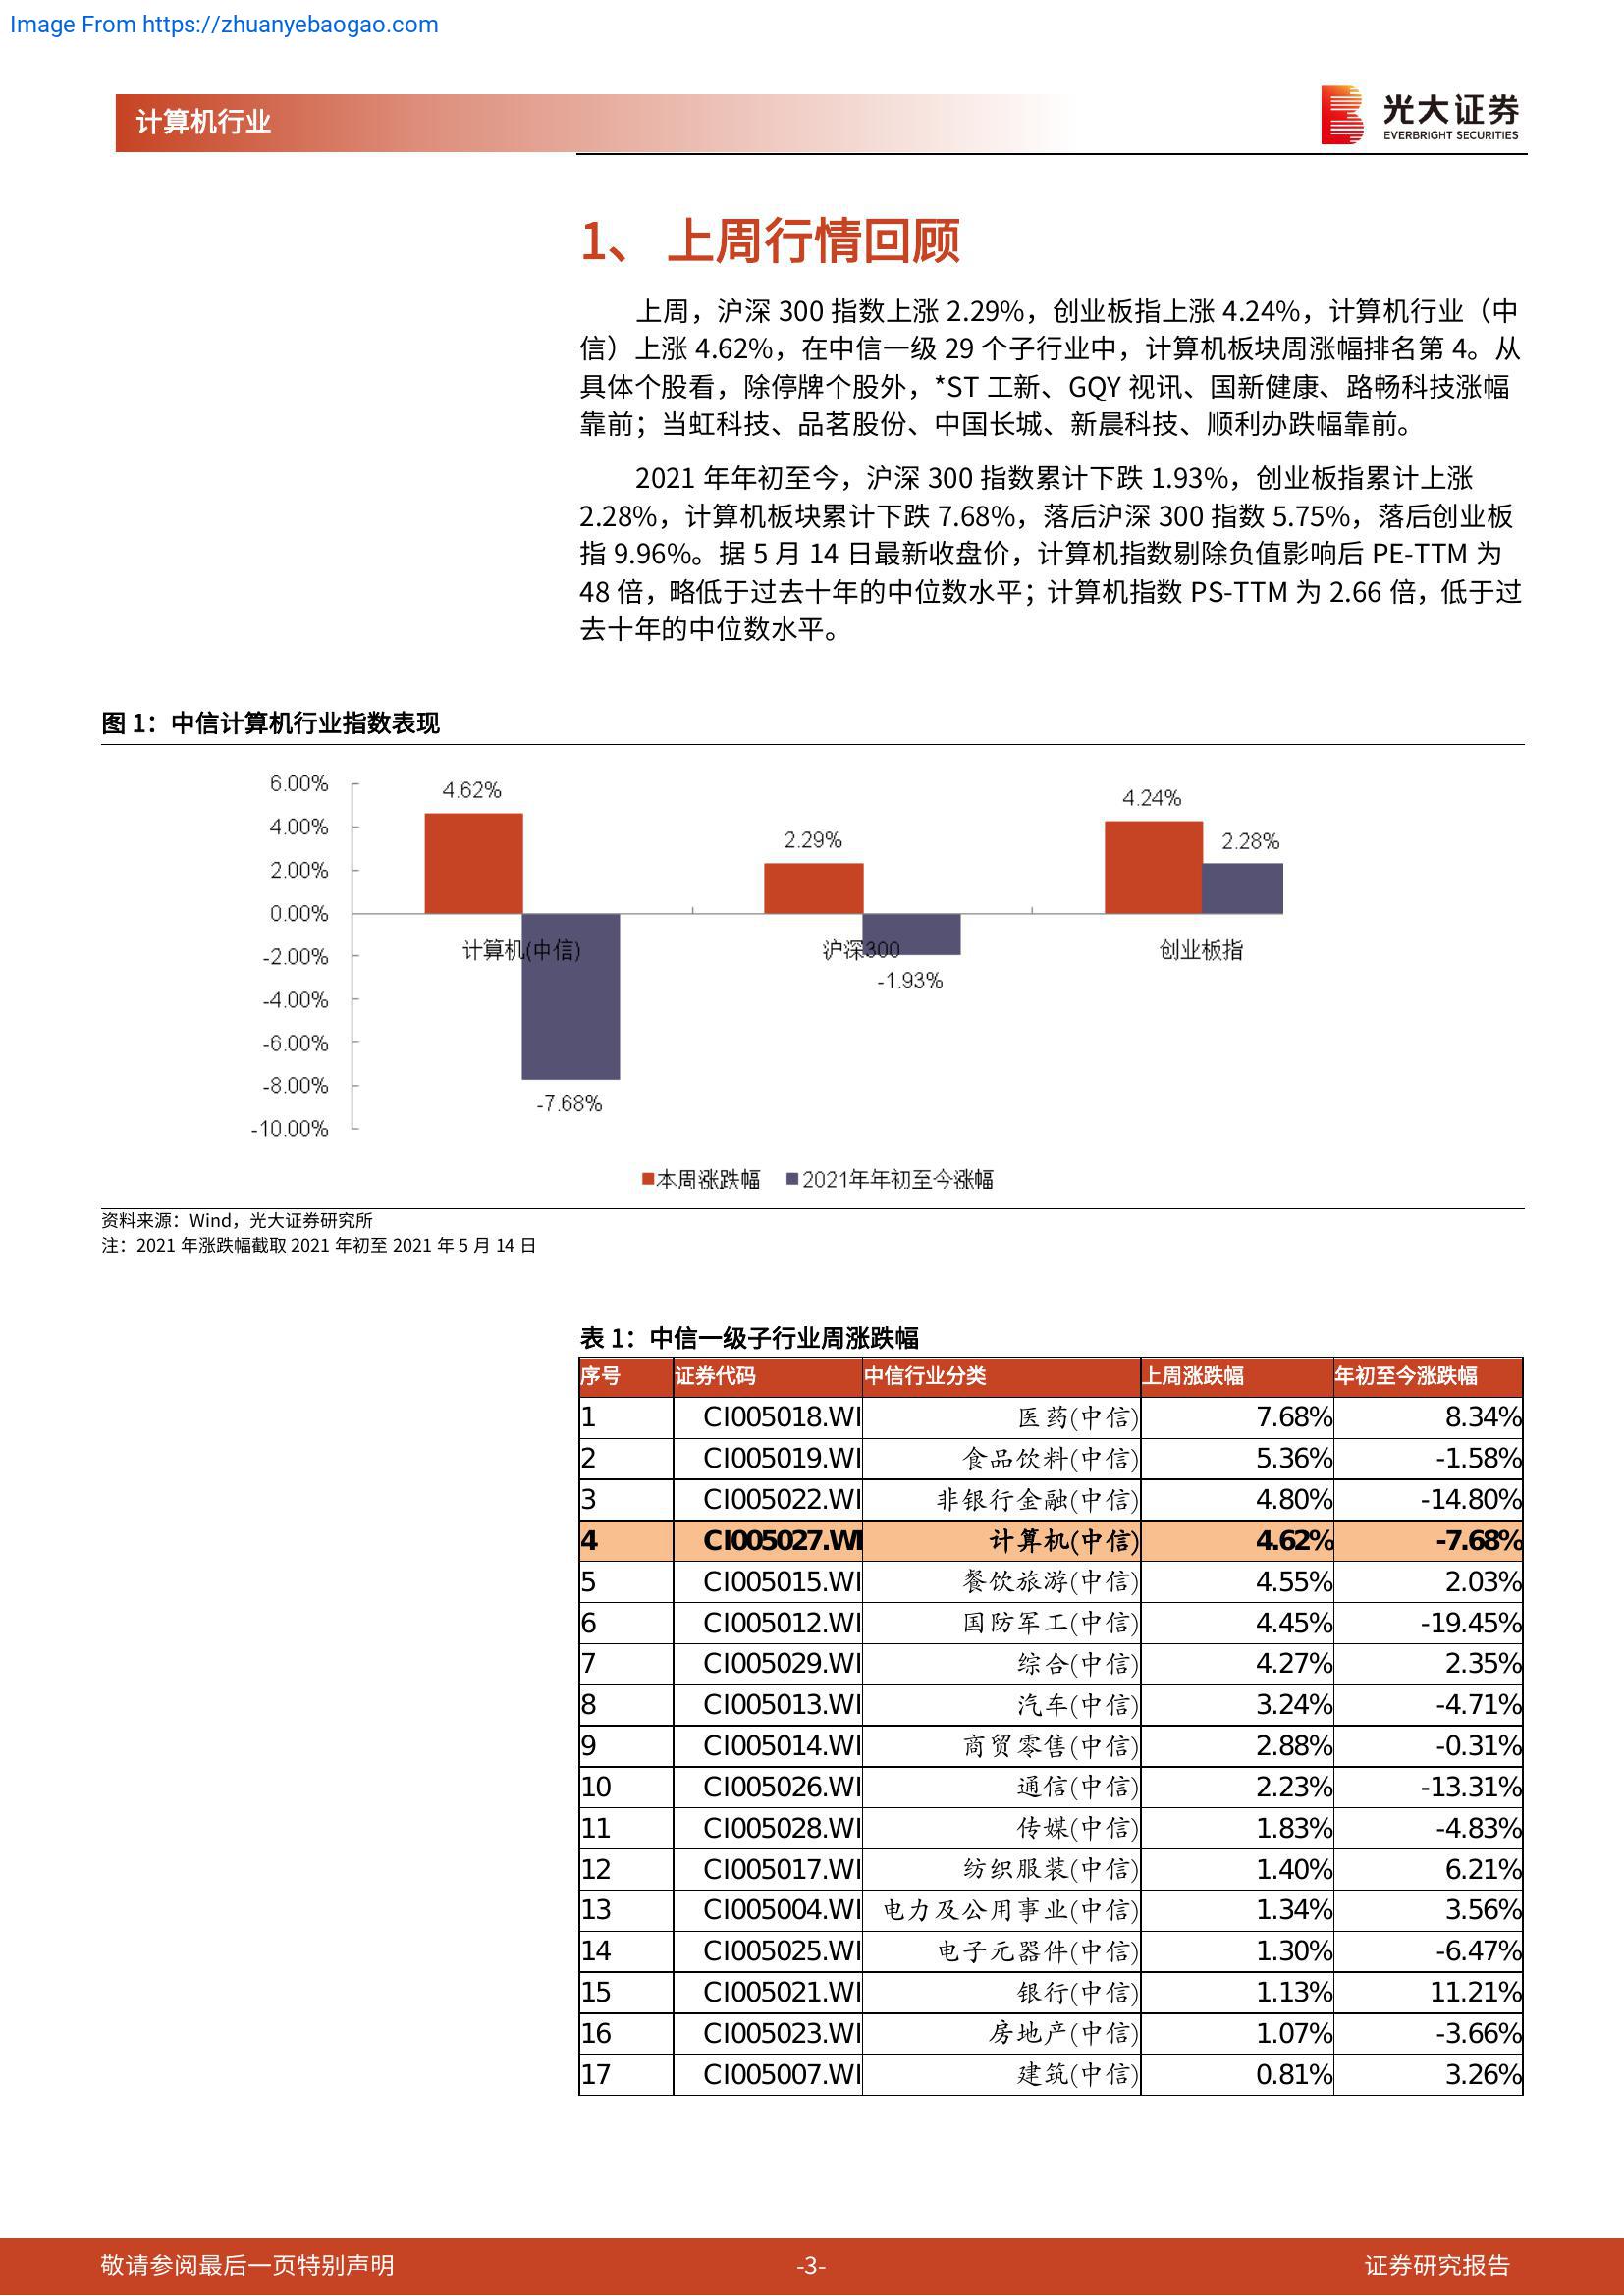 Image From https://zhuanyebaogao.com
计算机行业
光大证券
EVERBRIGHT SECURITIES
1、 上周行情回顾
上周，沪深 300 指数上涨 2.29%，创业板指上涨 4.24%，计算机行业（中
信）上涨 4.62%，在中信一级 29 个子行业中，计算机板块周涨幅排名第 4。从
具体个股看，除停牌个股外，*ST 工新、GQY 视讯、国新健康、路畅科技涨幅
靠前；当虹科技、品茗股份、中国长城、新晨科技、顺利办跌幅靠前。
2021 年年初至今，沪深 300 指数累计下跌 1.93%，创业板指累计上涨
2.28%，计算机板块累计下跌 7.68%，落后沪深 300 指数 5.75%，落后创业板
指 9.96%。据 5 月 14 日最新收盘价，计算机指数剔除负值影响后 PE-TTM 为
48 倍，略低于过去十年的中位数水平；计算机指数 PS-TTM 为 2.66 倍，低于过
去十年的中位数水平。
图 1：中信计算机行业指数表现
6.00%
4.00%
2.00%
0.00%
-2.00%
-4.00%
-6.00%
-8.00%
-10.00%
4.62%
-7.68%
2.29%
-1.93%
4.24%
2.28%
计算机(中信)
沪深300
创业板指
本周涨跌幅 2021年年初至今涨幅
资料来源：Wind，光大证券研究所
注：2021 年涨跌幅截取 2021 年初至 2021 年 5 月 14 日
表 1：中信一级子行业周涨跌幅
序号 证券代码 中信行业分类 上周涨跌幅 年初至今涨跌幅
1 CI005018.WI 医药(中信) 7.68% 8.34%
2 CI005019.WI 食品饮料(中信) 5.36% -1.58%
3 CI005022.WI 非银行金融(中信) 4.80% -14.80%
4 CI005027.WI 计算机(中信) 4.62% -7.68%
5 CI005015.WI 餐饮旅游(中信) 4.55% 2.03%
6 CI005012.WI 国防军工(中信) 4.45% -19.45%
7 CI005029.WI 综合(中信) 4.27% 2.35%
8 CI005013.WI 汽车(中信) 3.24% -4.71%
9 CI005014.WI 商贸零售(中信) 2.88% -0.31%
10 CI005026.WI 通信(中信) 2.23% -13.31%
11 CI005028.WI 传媒(中信) 1.83% -4.83%
12 CI005017.WI 纺织服装(中信) 1.40% 6.21%
13 CI005004.WI 电力及公用事业(中信) 1.34% 3.56%
14 CI005025.WI 电子元器件(中信) 1.30% -6.47%
15 CI005021.WI 银行(中信) 1.13% 11.21%
16 CI005023.WI 房地产(中信) 1.07% -3.66%
17 CI005007.WI 建筑(中信) 0.81% 3.26%
敬请参阅最后一页特别声明 -3- 证券研究报告